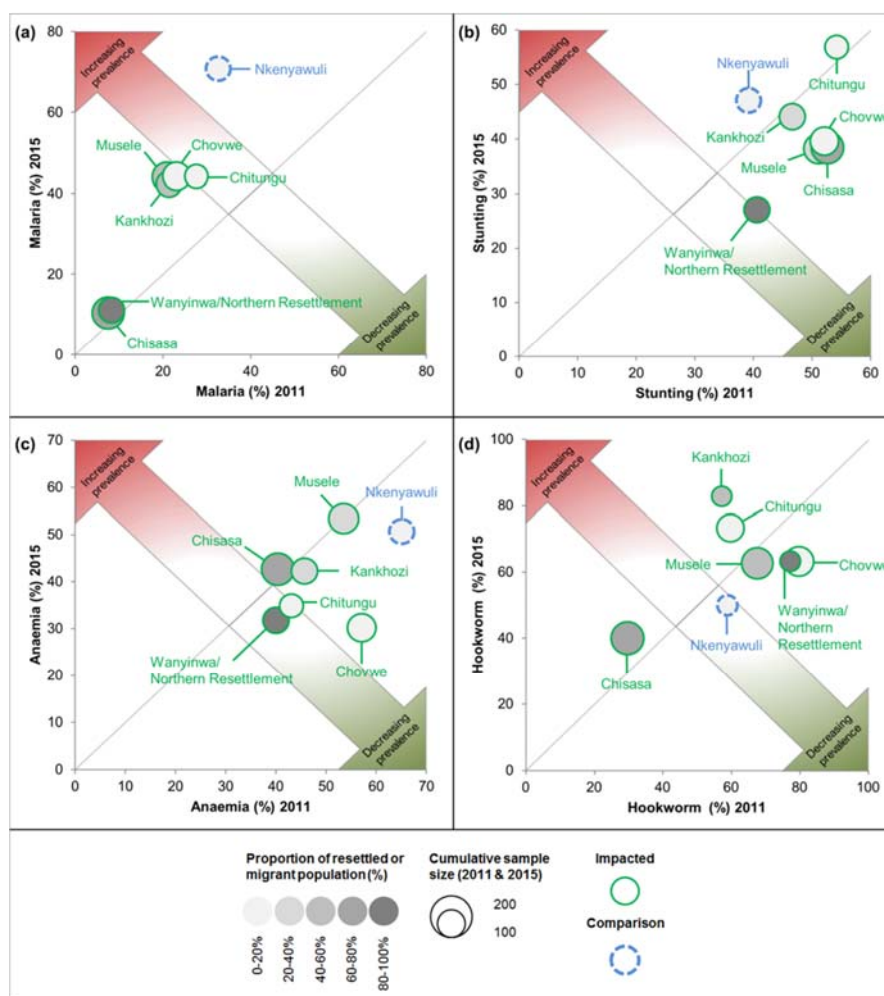 (a)
80
60
40
20
0
Malaria (%) 2015
Increasing
prevalence
Nkenyawuli
Musele
Chovwe
Chitungu
Kankhozi
Wanyinwa/Northern Resettlement
Chisasa
Decreasing
prevalence
0 20 40 60 80
Malaria (%) 2011
(b)
60
50
40
30
20
10
0
Stunting (%) 2015
Increasing
prevalence
Nkenyawuli
Chitungu
Kankhozi
Chovwe
Musele
Chisasa
Wanyinwa/
Northern Resettlement
Decreasing
prevalence
0 10 20 30 40 50 60
Stunting (%) 2011
(c)
70
60
50
40
30
20
10
0
Anaemia (%) 2015
Increasing
prevalence
Musele
Nkenyawuli
Chisasa
Kankhozi
Chitungu
Wanyinwa/
Northern Resettlement
Chovwe
Decreasing
prevalence
0 10 20 30 40 50 60 70
Anaemia (%) 2011
(d)
100
80
60
40
20
0
Hookworm (%) 2015
Increasing
prevalence
Kankhozi
Chitungu
Musele
Chovwe
Wanyinwa/
Northern
Resettlement
Nkenyawuli
Chisasa
Decreasing
prevalence
0 20 40 60 80 100
Hookworm (%) 2011
Proportion of resettled or
migrant population (%)
0-20%
20-40%
40-60%
60-80%
80-100%
Cumulative sample
size (2011 & 2015)
200
100
Impacted
Comparison